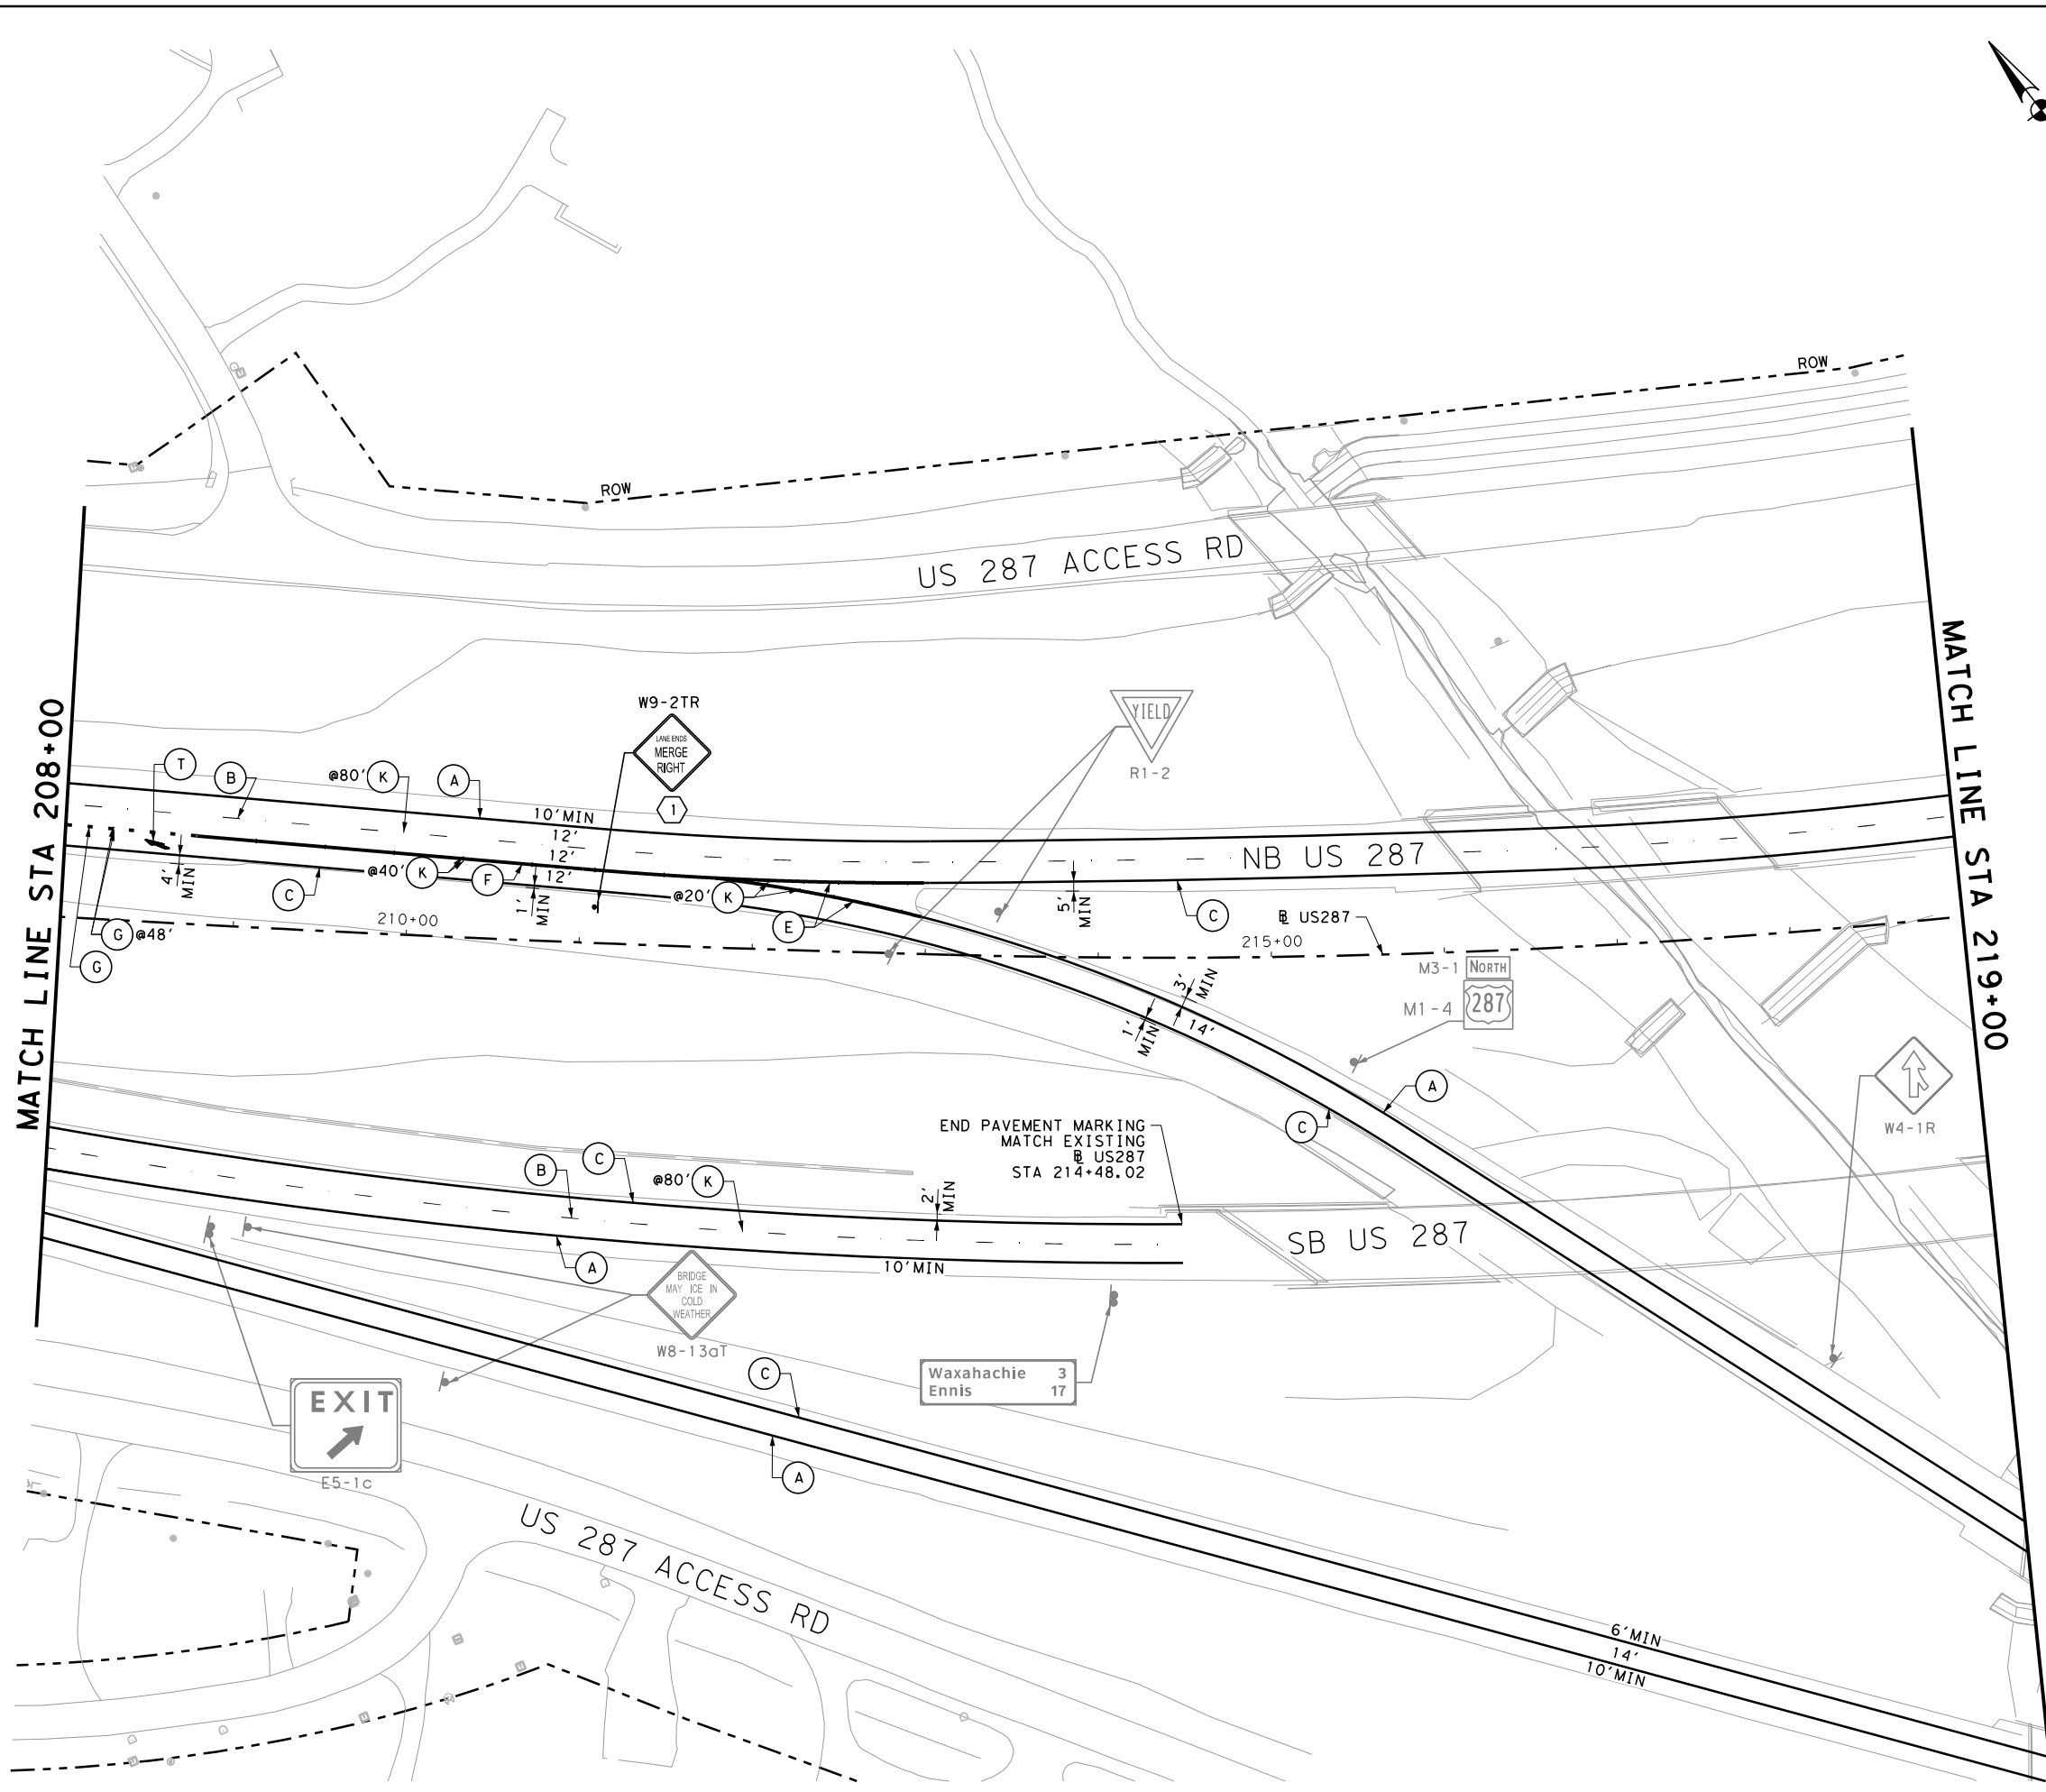 ROW
ROW
US 287 ACCESS RD
MATCH LINE STA 208+00
MATCH LINE STA 219+00
W9-2TR
LANE ENDS
MERGE
RIGHT
1
YIELD
R1-2
T
B
@80' K
A
10'MIN
12'
12'
12'
NB US 287
4'
MIN
C
@40' K
F
1'
MIN
@20' K
E
5'
MIN
C
G @48'
G
210+00
215+00
B US287
M3-1 NORTH
M1-4 287
3'
MIN
14'
1'
MIN
A
C
W4-1R
END PAVEMENT MARKING
MATCH EXISTING
B US287
STA 214+48.02
B
C
@80' K
2'
MIN
A
10'MIN
SB US 287
BRIDGE
MAY ICE IN
COLD
WEATHER
W8-13aT
Waxahachie 3
Ennis 17
EXIT
E5-1c
C
A
US 287 ACCESS RD
6'MIN
14'
10'MIN